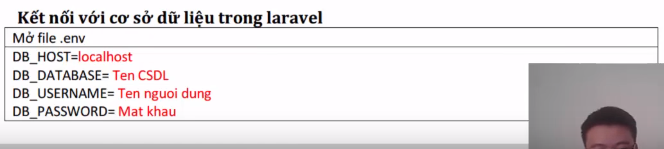 Kết nối với cơ sở dữ liệu trong laravel
Mở file .env
DB_HOST=localhost
DB_DATABASE= Ten CSDL
DB_USERNAME= Ten nguoi dung
DB_PASSWORD= Mat khau